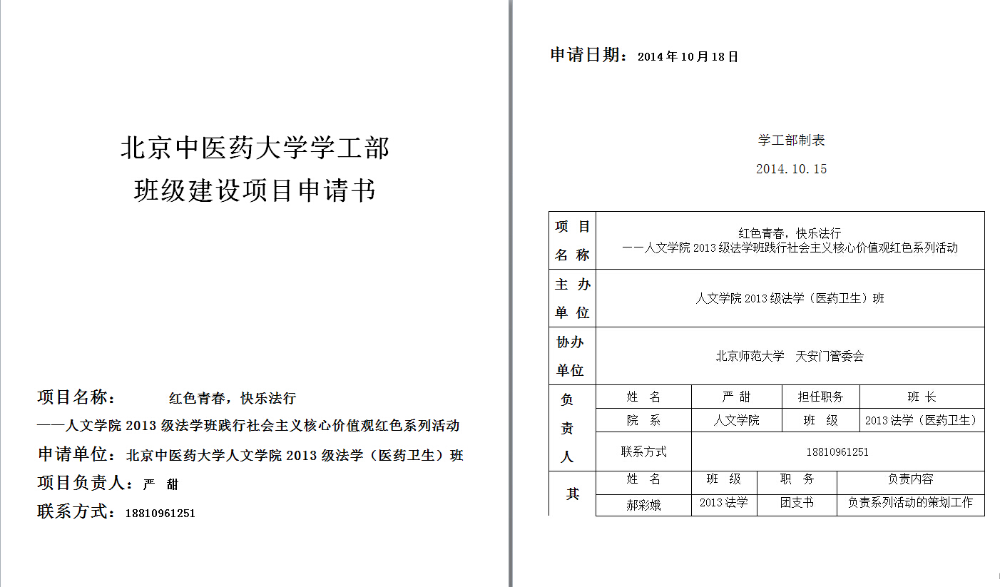 北京中医药大学学工部
班级建设项目申请书
项目名称： 红色青春，快乐法行
——人文学院 2013 级法学班践行社会主义核心价值观红色系列活动
申请单位：北京中医药大学人文学院 2013 级法学（医药卫生）班
项目负责人：严 甜
联系方式：18810961251
申请日期：2014 年 10 月 18 日
学工部制表
2014.10.15
项 目
名 称
红色青春，快乐法行
——人文学院 2013 级法学班践行社会主义核心价值观红色系列活动
主 办
单 位
人文学院 2013 级法学（医药卫生）班
协办
单位
北京师范大学 天安门管委会
负
责
人
姓 名 严 甜 担任职务 班 长
院 系 人文学院 班 级 2013 法学（医药卫生）
联系方式 18810961251
其
姓 名 班 级 职 务 负责内容
郝彩娥 2013 法学 团支书 负责系列活动的策划工作